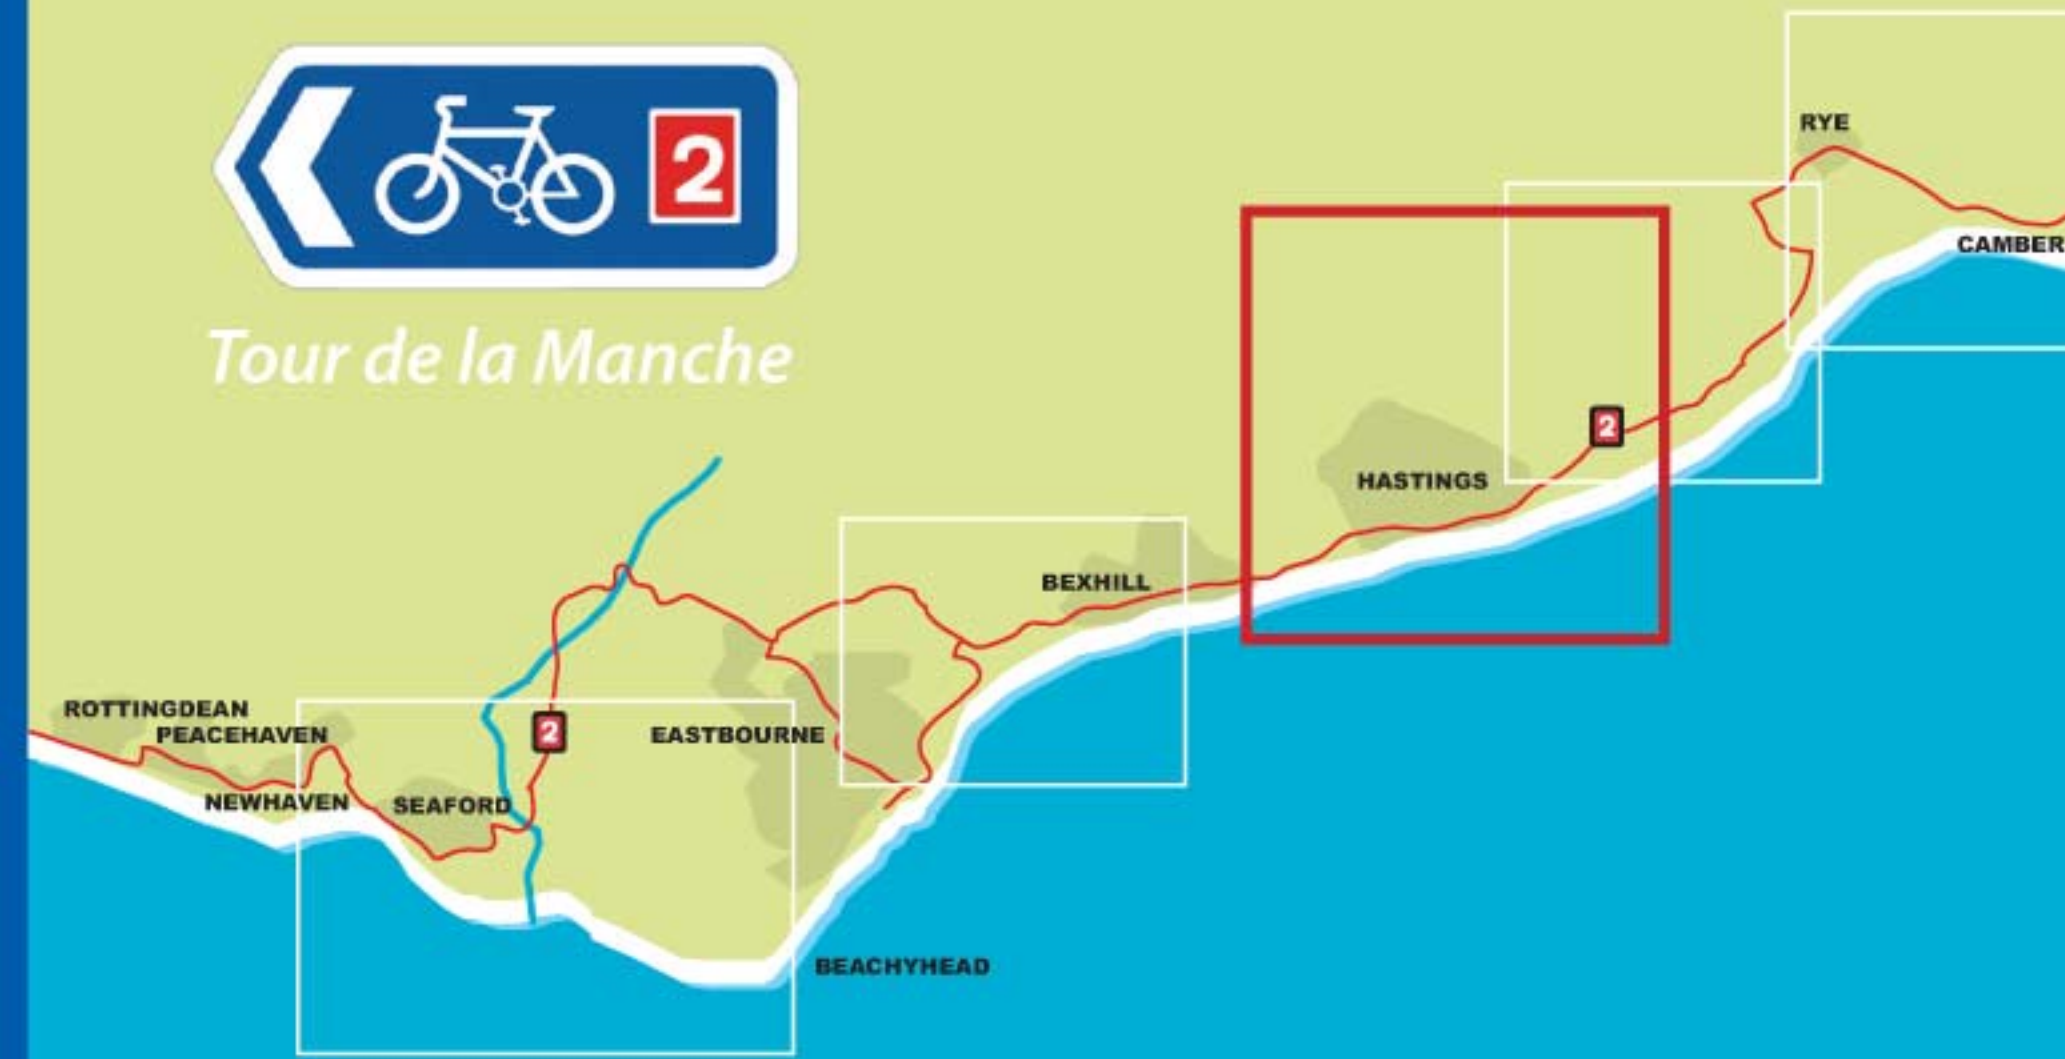 2
Tour de la Manche
RYE
CAMBER
2
HASTINGS
BEXHILL
ROTTINGDEAN
PEACEHAVEN
2
EASTBOURNE
NEWHAVEN
SEAFORD
BEACHYHEAD